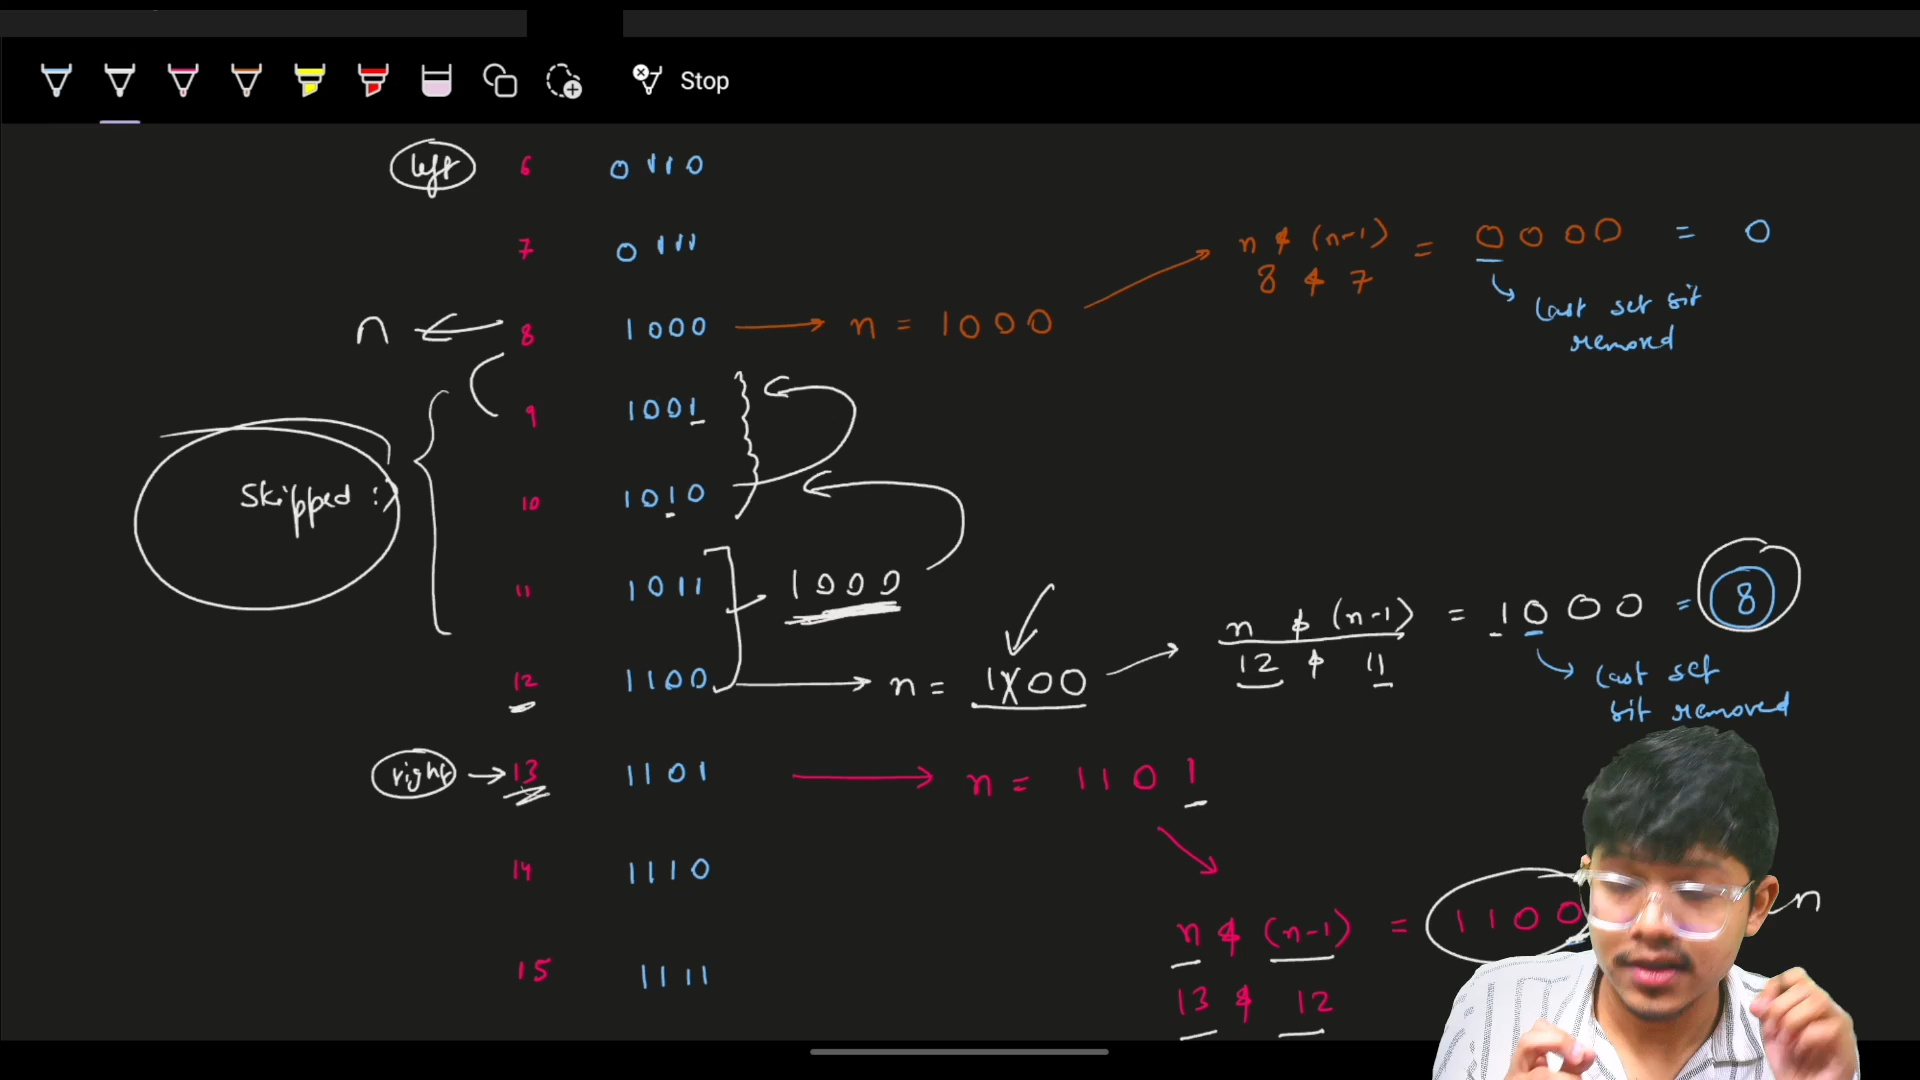 Stop
left 6 0110
7 0111
n & (n-1) = 0000 = 0
8 & 7
last set bit
removed
n ← 8 1000 → n = 1000
9 1001
Skipped :)
10 1010
11 1011
1000
n & (n-1) = 1000 = 8
12 & 11
last set
bit removed
12 1100 → n = 1100
right → 13 1101 → n = 1101
14 1110
n & (n-1) = 1100 n
15 1111
13 & 12